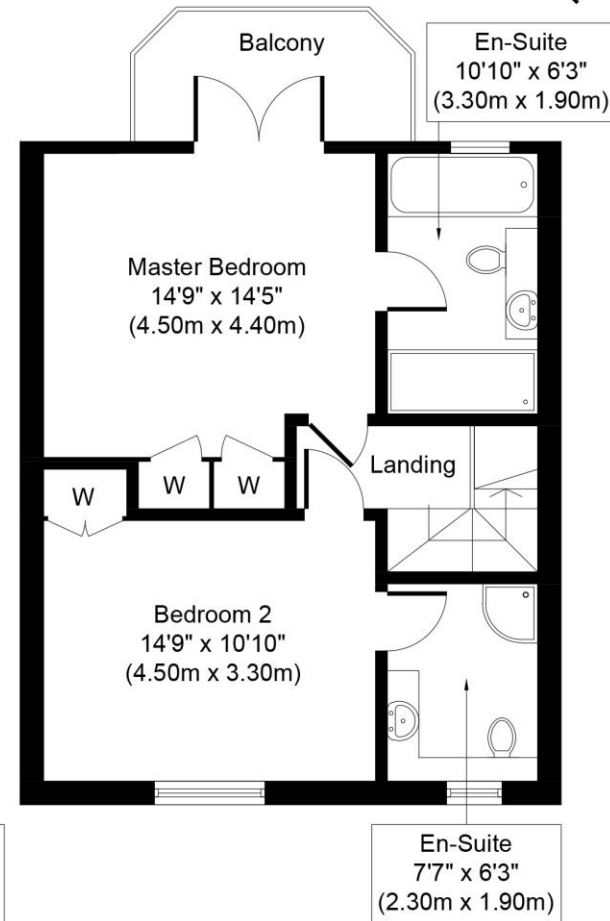 Balcony
En-Suite
10'10" x 6'3"
(3.30m x 1.90m)
Master Bedroom
14'9" x 14'5"
(4.50m x 4.40m)
Landing
W
W
W
Bedroom 2
14'9" x 10'10"
(4.50m x 3.30m)
En-Suite
7'7" x 6'3"
(2.30m x 1.90m)